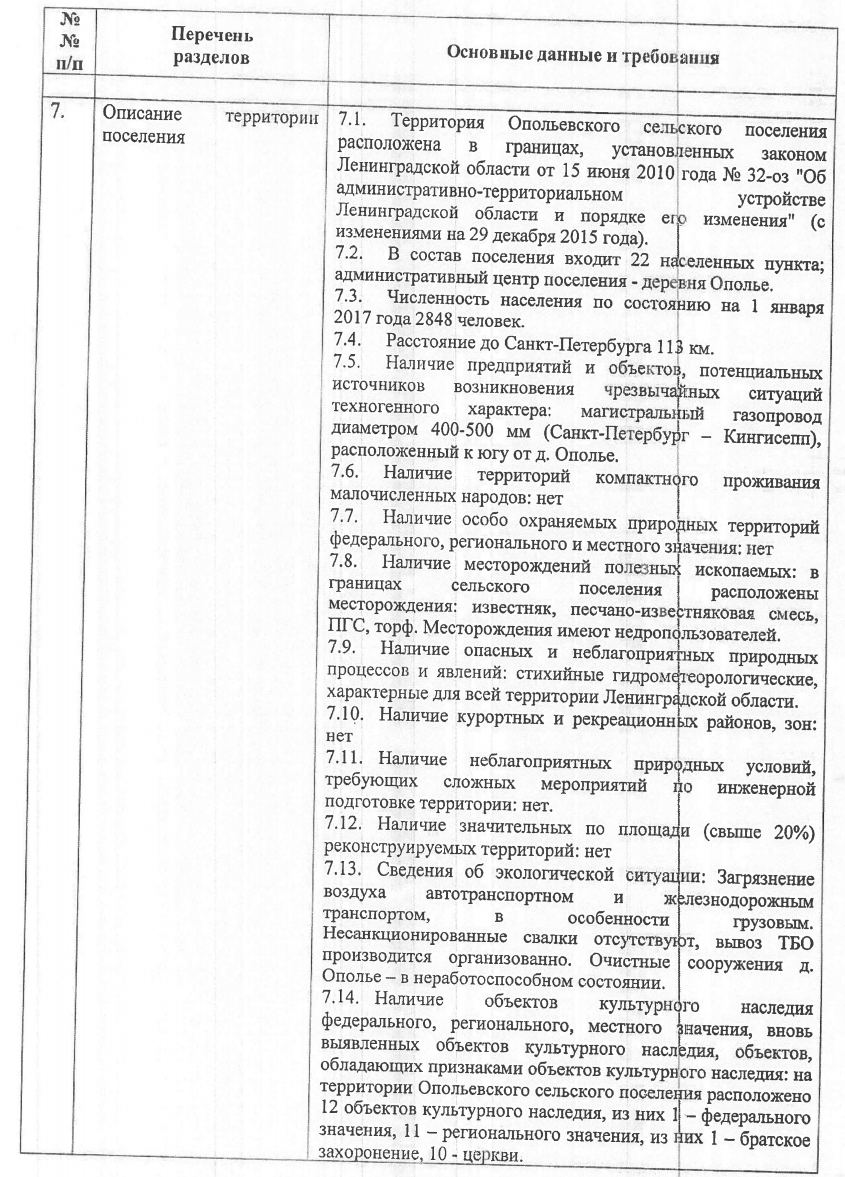 №
№
п/п
Перечень
разделов
Основные данные и требования
7.
Описание территории
поселения
7.1. Территория Опольевского сельского поселения
расположена в границах, установленных законом
Ленинградской области от 15 июня 2010 года № 32-оз "Об
административно-территориальном устройстве
Ленинградской области и порядке его изменения" (с
изменениями на 29 декабря 2015 года).
7.2. В состав поселения входит 22 населенных пункта;
административный центр поселения - деревня Ополье.
7.3. Численность населения по состоянию на 1 января
2017 года 2848 человек.
7.4. Расстояние до Санкт-Петербурга 113 км.
7.5. Наличие предприятий и объектов, потенциальных
источников возникновения чрезвычайных ситуаций
техногенного характера: магистральный газопровод
диаметром 400-500 мм (Санкт-Петербург – Кингисепп),
расположенный к югу от д. Ополье.
7.6. Наличие территорий компактного проживания
малочисленных народов: нет
7.7. Наличие особо охраняемых природных территорий
федерального, регионального и местного значения: нет
7.8. Наличие месторождений полезных ископаемых: в
границах сельского поселения расположены
месторождения: известняк, песчано-известняковая смесь,
ПГС, торф. Месторождения имеют недропользователей.
7.9. Наличие опасных и неблагоприятных природных
процессов и явлений: стихийные гидрометеорологические,
характерные для всей территории Ленинградской области.
7.10. Наличие курортных и рекреационных районов, зон:
нет
7.11. Наличие неблагоприятных природных условий,
требующих сложных мероприятий по инженерной
подготовке территории: нет.
7.12. Наличие значительных по площади (свыше 20%)
реконструируемых территорий: нет
7.13. Сведения об экологической ситуации: Загрязнение
воздуха автотранспортном и железнодорожным
транспортом, в особенности грузовым.
Несанкционированные свалки отсутствуют, вывоз ТБО
производится организованно. Очистные сооружения д.
Ополье – в неработоспособном состоянии.
7.14. Наличие объектов культурного наследия
федерального, регионального, местного значения, вновь
выявленных объектов культурного наследия, объектов,
обладающих признаками объектов культурного наследия: на
территории Опольевского сельского поселения расположено
12 объектов культурного наследия, из них 1 – федерального
значения, 11 – регионального значения, из них 1 – братское
захоронение, 10 - церкви.